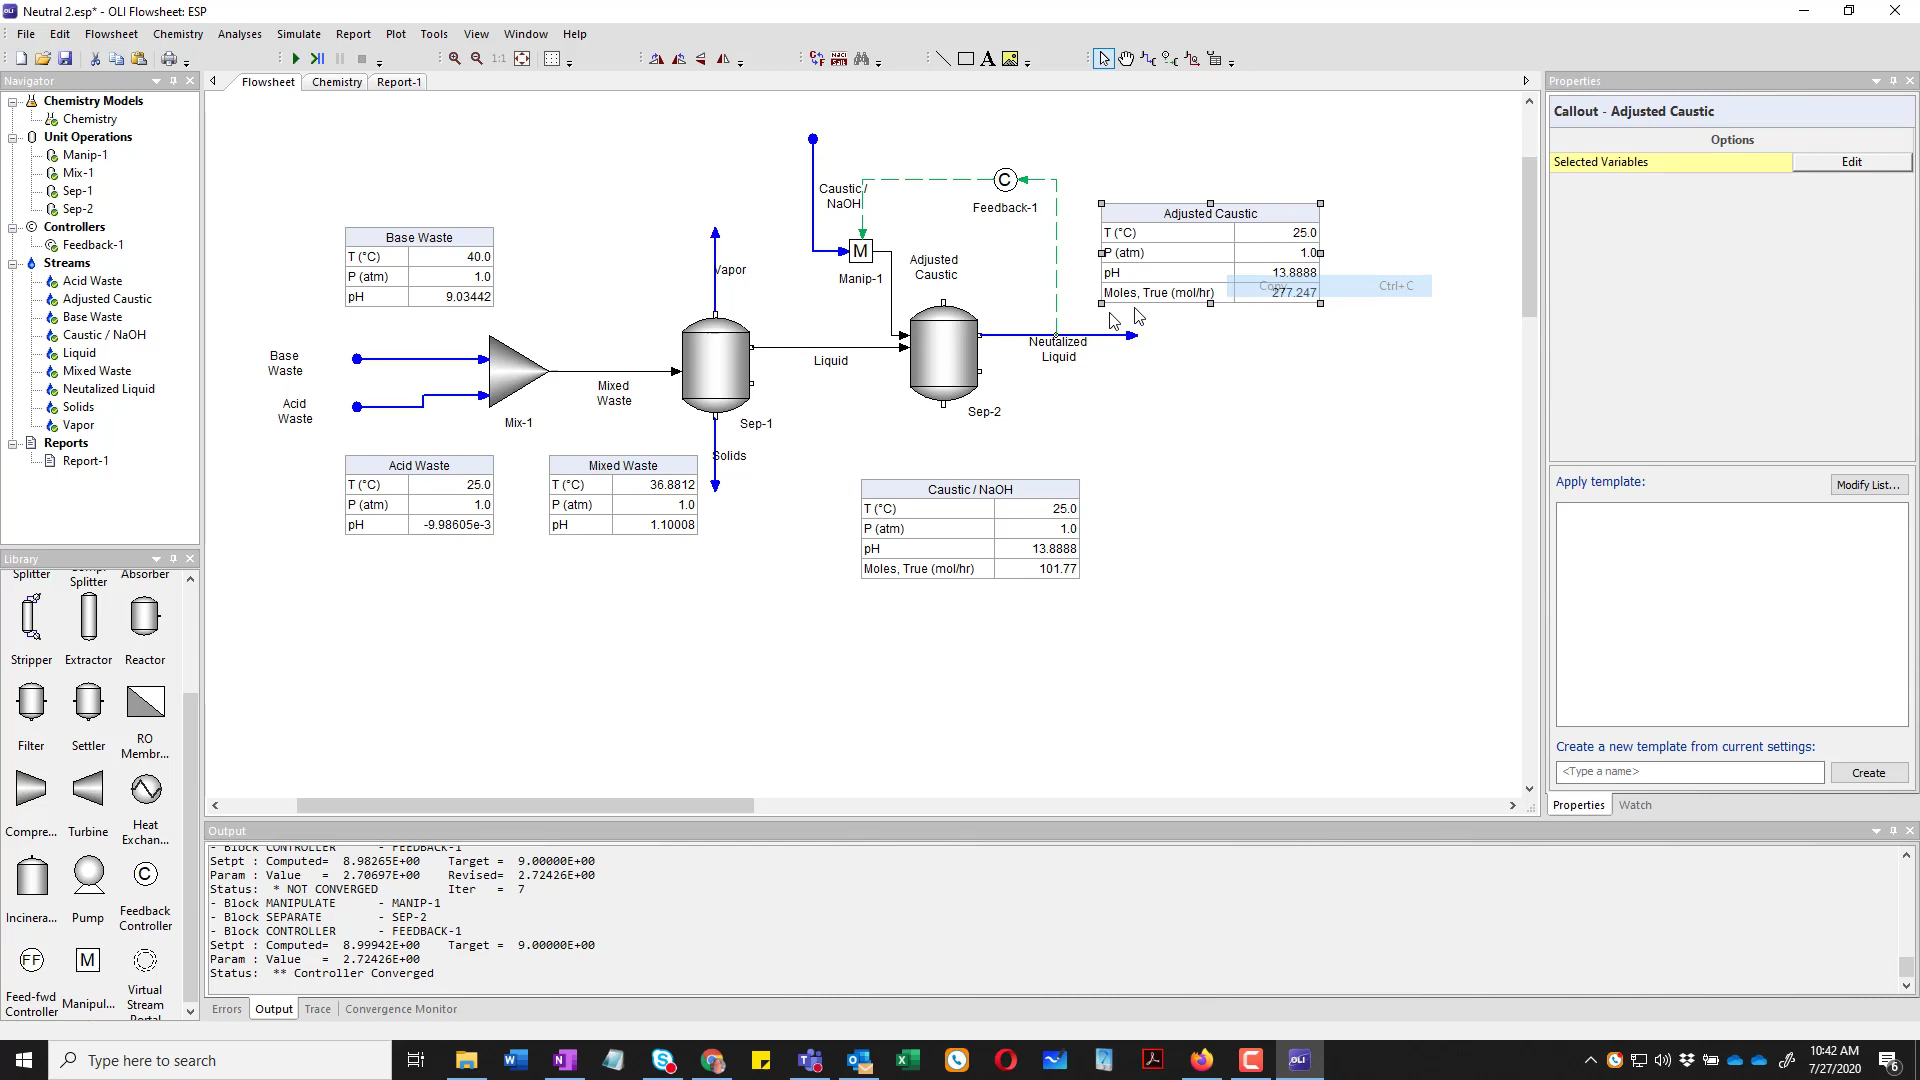 Neutral 2.esp* - OLI Flowsheet: ESP
File Edit Flowsheet Chemistry Analyses Simulate Report Plot Tools View Window Help
1:1
Navigator
Chemistry Models
Chemistry
Unit Operations
Manip-1
Mix-1
Sep-1
Sep-2
Controllers
Feedback-1
Streams
Acid Waste
Adjusted Caustic
Base Waste
Caustic / NaOH
Liquid
Mixed Waste
Neutalized Liquid
Solids
Vapor
Reports
Report-1
Library
Splitter
Splitter
Absorber
Stripper
Extractor
Reactor
Filter
Settler
RO
Membr...
Compre...
Turbine
Heat
Exchan...
C
Incinera...
Pump
Feedback
Controller
FF
M
Feed-fwd
Controller
Manipul...
Virtual
Stream
Portal
Flowsheet Chemistry Report-1
Base Waste
T (°C) 40.0
P (atm) 1.0
pH 9.03442
Base
Waste
Acid
Waste
Mix-1
Mixed
Waste
Vapor
Sep-1
Solids
Liquid
Caustic /
NaOH
C
Feedback-1
M
Manip-1
Adjusted
Caustic
Sep-2
Neutalized
Liquid
Adjusted Caustic
T (°C) 25.0
P (atm) 1.0
pH 13.8888
Copy Ctrl+C
Moles, True (mol/hr) 277.247
Acid Waste
T (°C) 25.0
P (atm) 1.0
pH -9.98605e-3
Mixed Waste
T (°C) 36.8812
P (atm) 1.0
pH 1.10008
Caustic / NaOH
T (°C) 25.0
P (atm) 1.0
pH 13.8888
Moles, True (mol/hr) 101.77
Properties
Callout - Adjusted Caustic
Options
Selected Variables Edit
Apply template:
Modify List...
Create a new template from current settings:
<Type a name>
Create
Properties Watch
Output
- Block CONTROLLER - FEEDBACK-1
Setpt : Computed= 8.98265E+00 Target = 9.00000E+00
Param : Value = 2.70697E+00 Revised= 2.72426E+00
Status: * NOT CONVERGED Iter = 7
- Block MANIPULATE - MANIP-1
- Block SEPARATE - SEP-2
- Block CONTROLLER - FEEDBACK-1
Setpt : Computed= 8.99942E+00 Target = 9.00000E+00
Param : Value = 2.72426E+00
Status: ** Controller Converged
Errors Output Trace Convergence Monitor
Type here to search
10:42 AM
7/27/2020
6